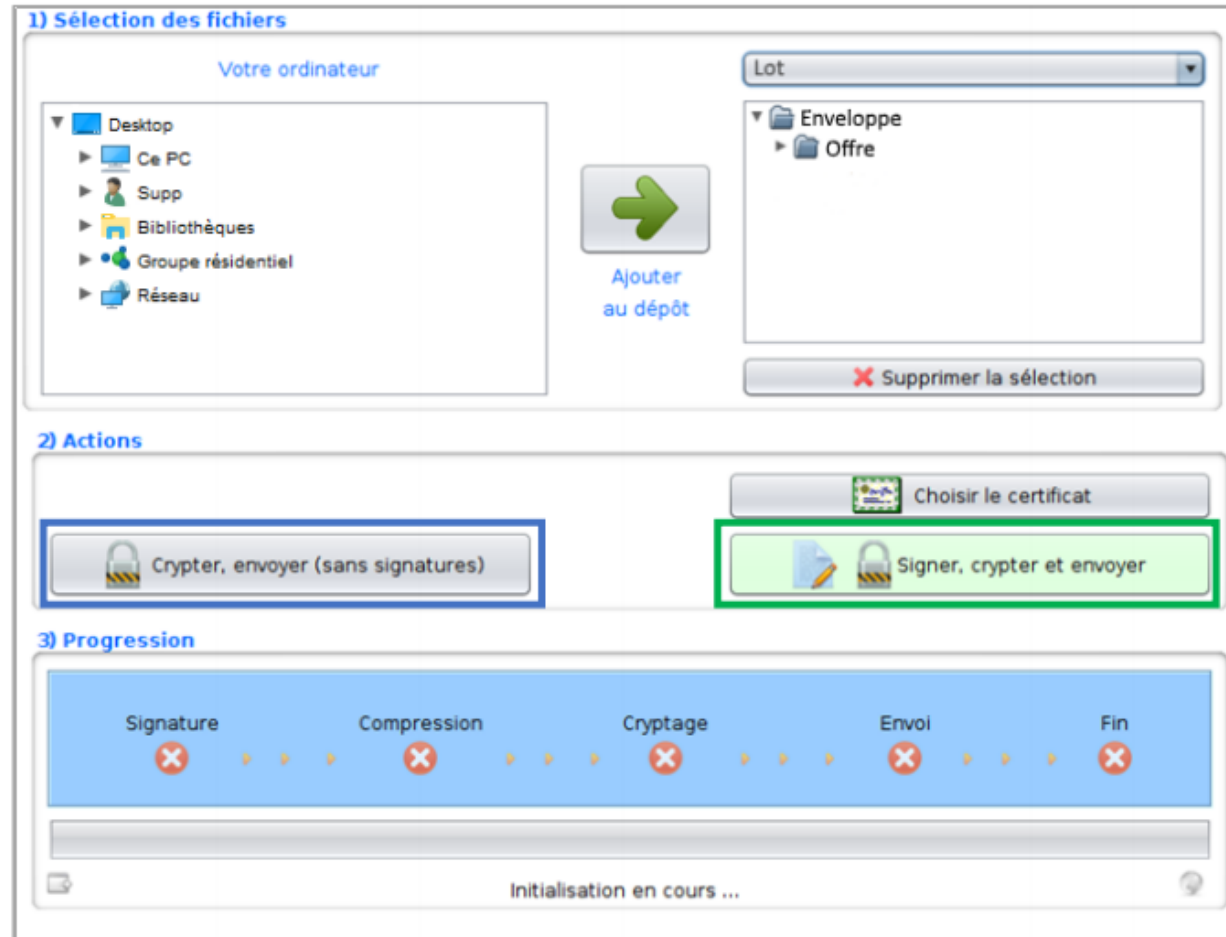 1) Sélection des fichiers
Votre ordinateur
Lot
Desktop
Ce PC
Supp
Bibliothèques
Groupe résidentiel
Réseau
Ajouter
au dépôt
Enveloppe
Offre
Supprimer la sélection
2) Actions
Choisir le certificat
Crypter, envoyer (sans signatures)
Signer, crypter et envoyer
3) Progression
Signature Compression Cryptage Envoi Fin
Initialisation en cours ...